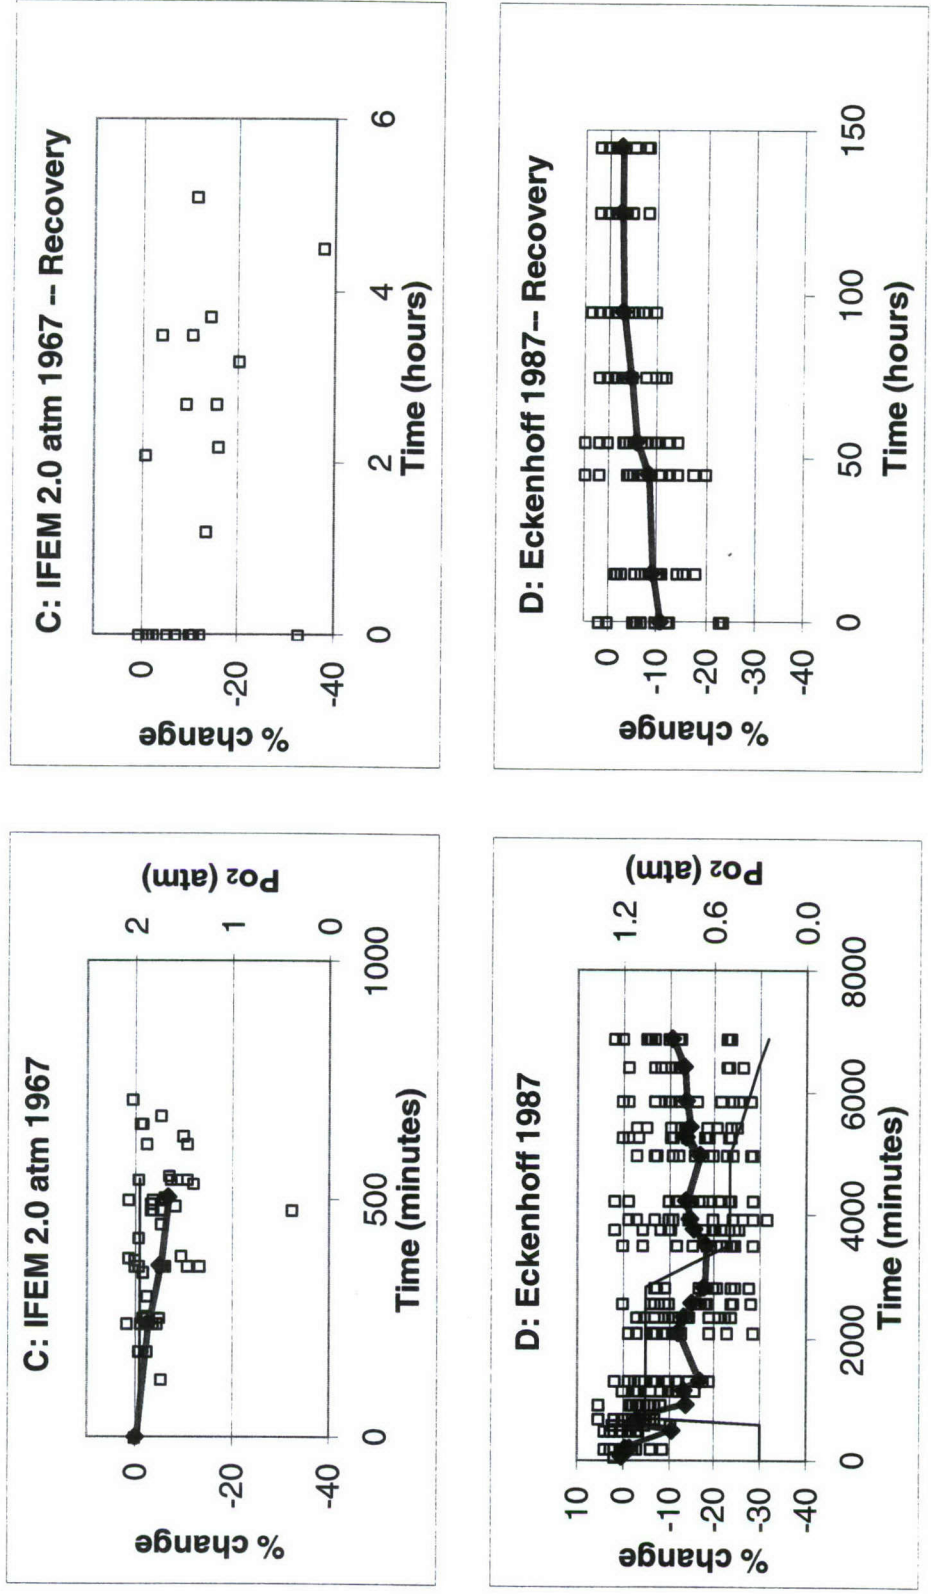 C: IFEM 2.0 atm 1967
% change
0
-20
-40
0
500
1000
Time (minutes)
2
1
0
Po2 (atm)
C: IFEM 2.0 atm 1967 -- Recovery
% change
0
-20
-40
0
2
4
6
Time (hours)
D: Eckenhoff 1987
% change
10
0
-10
-20
-30
-40
0
2000
4000
6000
8000
Time (minutes)
1.2
0.6
0.0
Po2 (atm)
D: Eckenhoff 1987-- Recovery
% change
0
-10
-20
-30
-40
0
50
100
150
Time (hours)